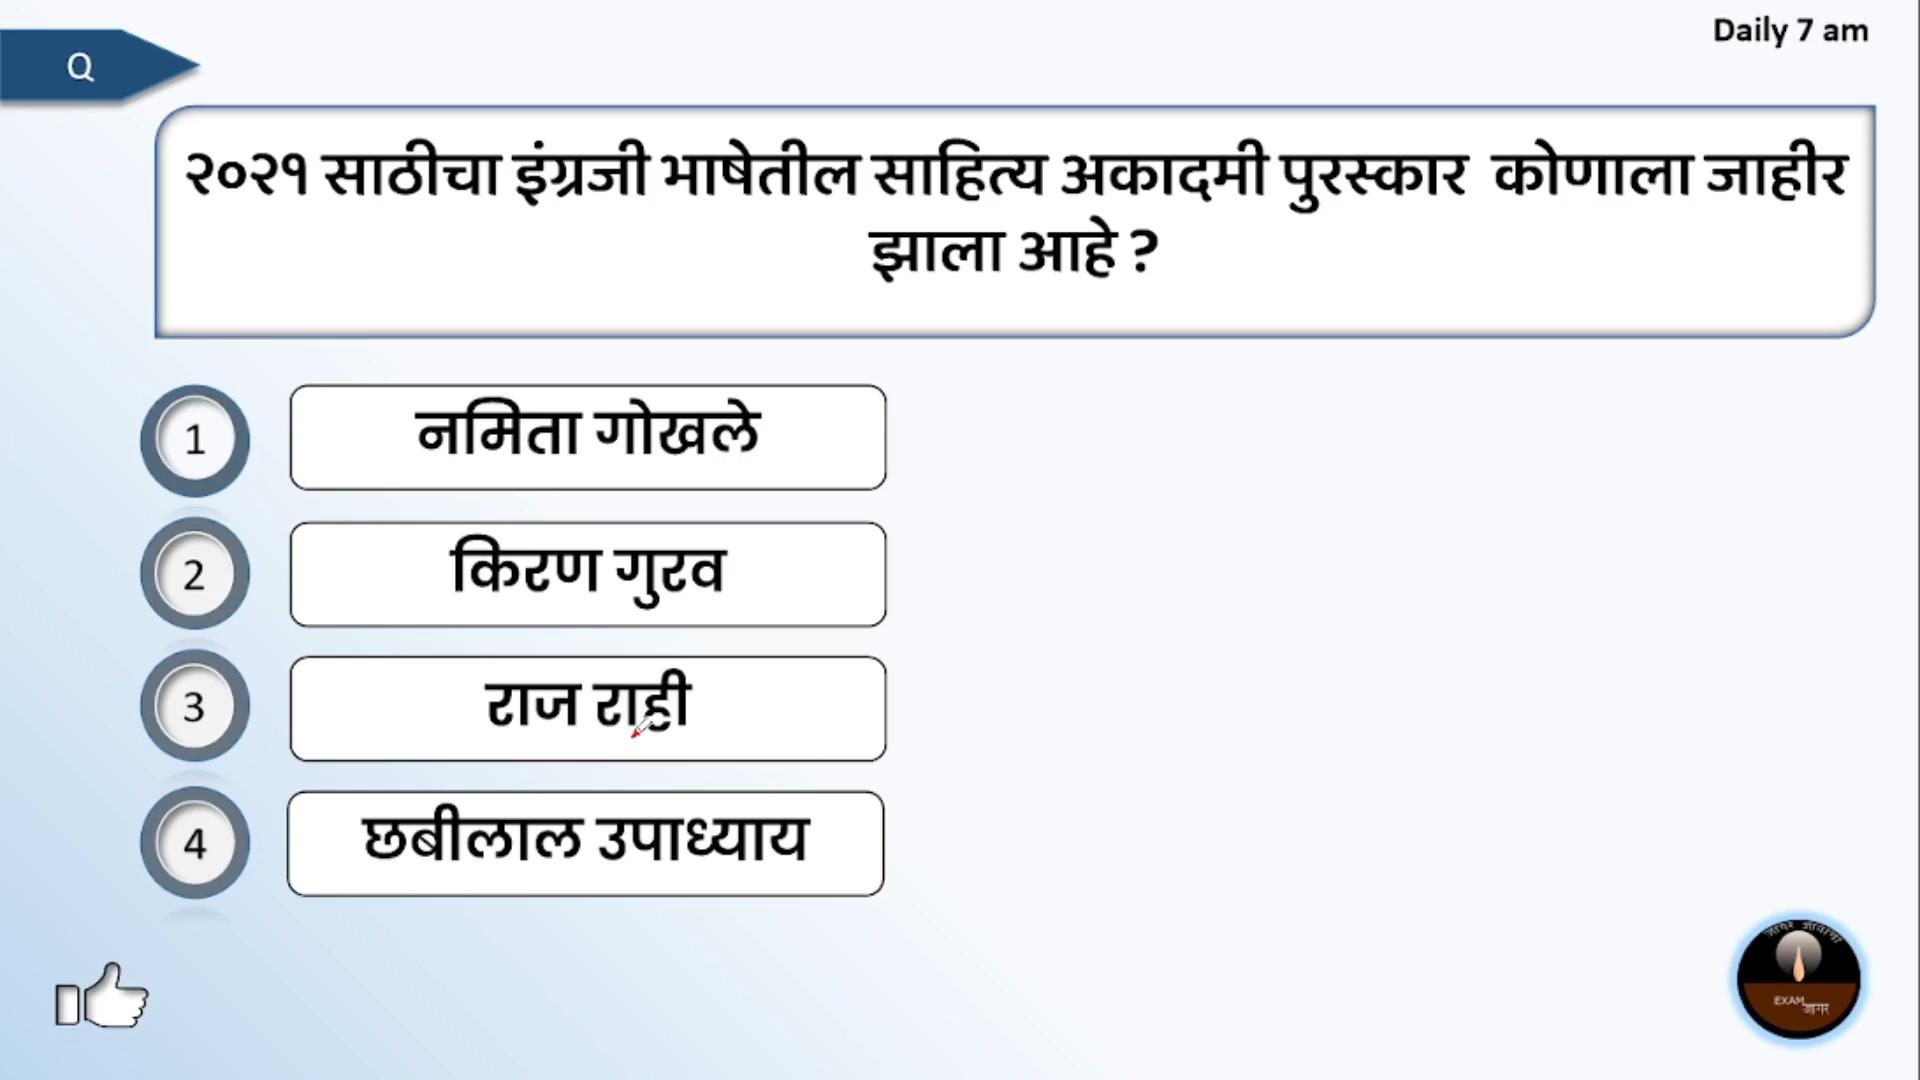 Daily 7 am
Q
२०२१ साठीचा इंग्रजी भाषेतील साहित्य अकादमी पुरस्कार कोणाला जाहीर
झाला आहे ?
1 नमिता गोखले
2 किरण गुरव
3 राज राही
4 छबीलाल उपाध्याय
EXAM
जागर